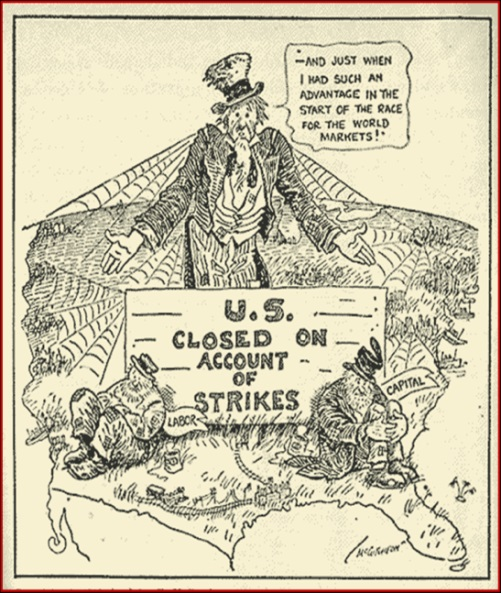 "—AND JUST WHEN
I HAD SUCH AN
ADVANTAGE IN THE
START OF THE RACE
FOR THE WORLD
MARKETS!"
U.S.
CLOSED ON
ACCOUNT
OF
STRIKES
LABOR
CAPITAL